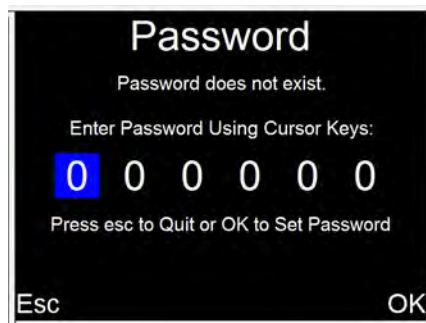 Password
Password does not exist.
Enter Password Using Cursor Keys:
0 0 0 0 0 0
Press esc to Quit or OK to Set Password
Esc OK